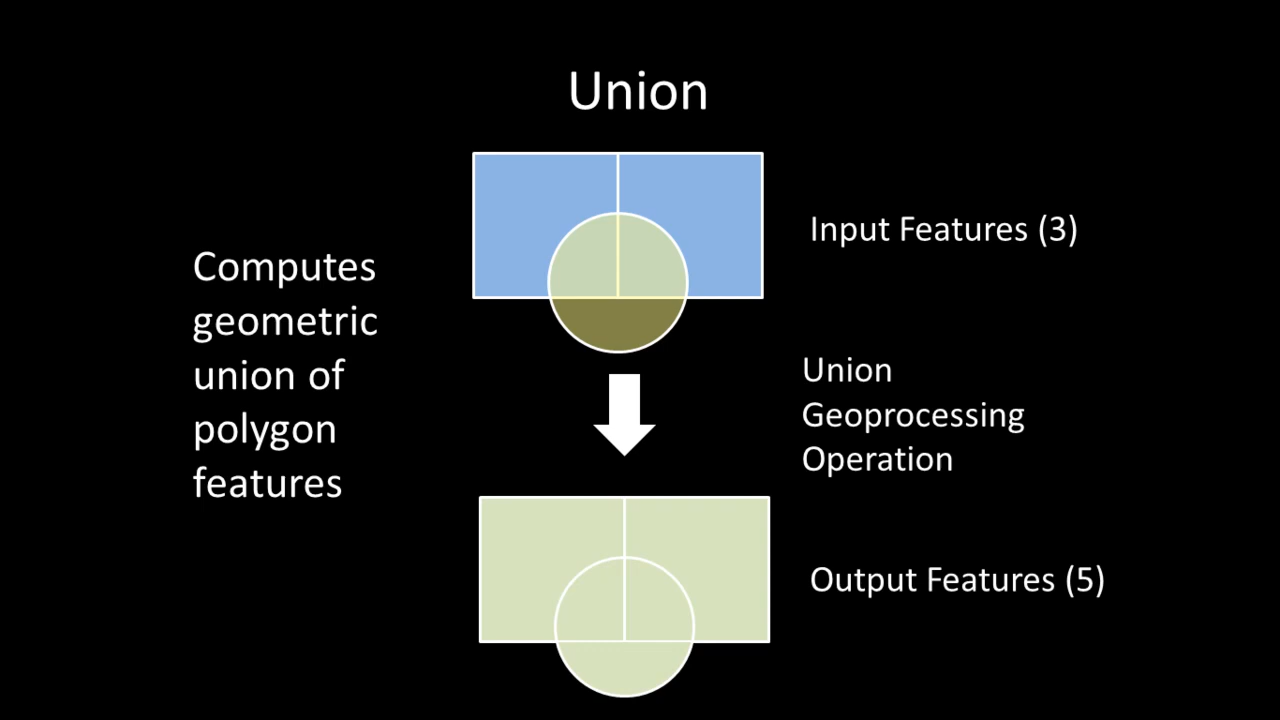 Union
Input Features (3)
Computes
geometric
union of
polygon
features
Union
Geoprocessing
Operation
Output Features (5)